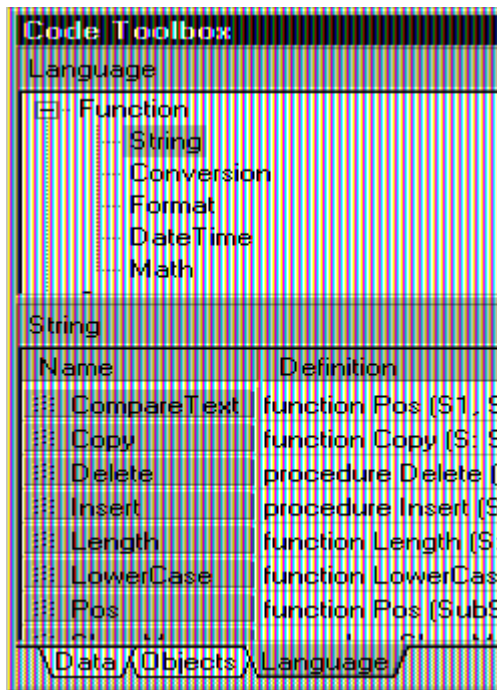 Code Toolbox
Language
Function
String
Conversion
Format
DateTime
Math
String
Name Definition
CompareText function Pos (S1, S
Copy function Copy (S: S
Delete procedure Delete (
Insert procedure Insert (S
Length function Length (S
LowerCase function LowerCas
Pos function Pos (SubS
Data Objects Language